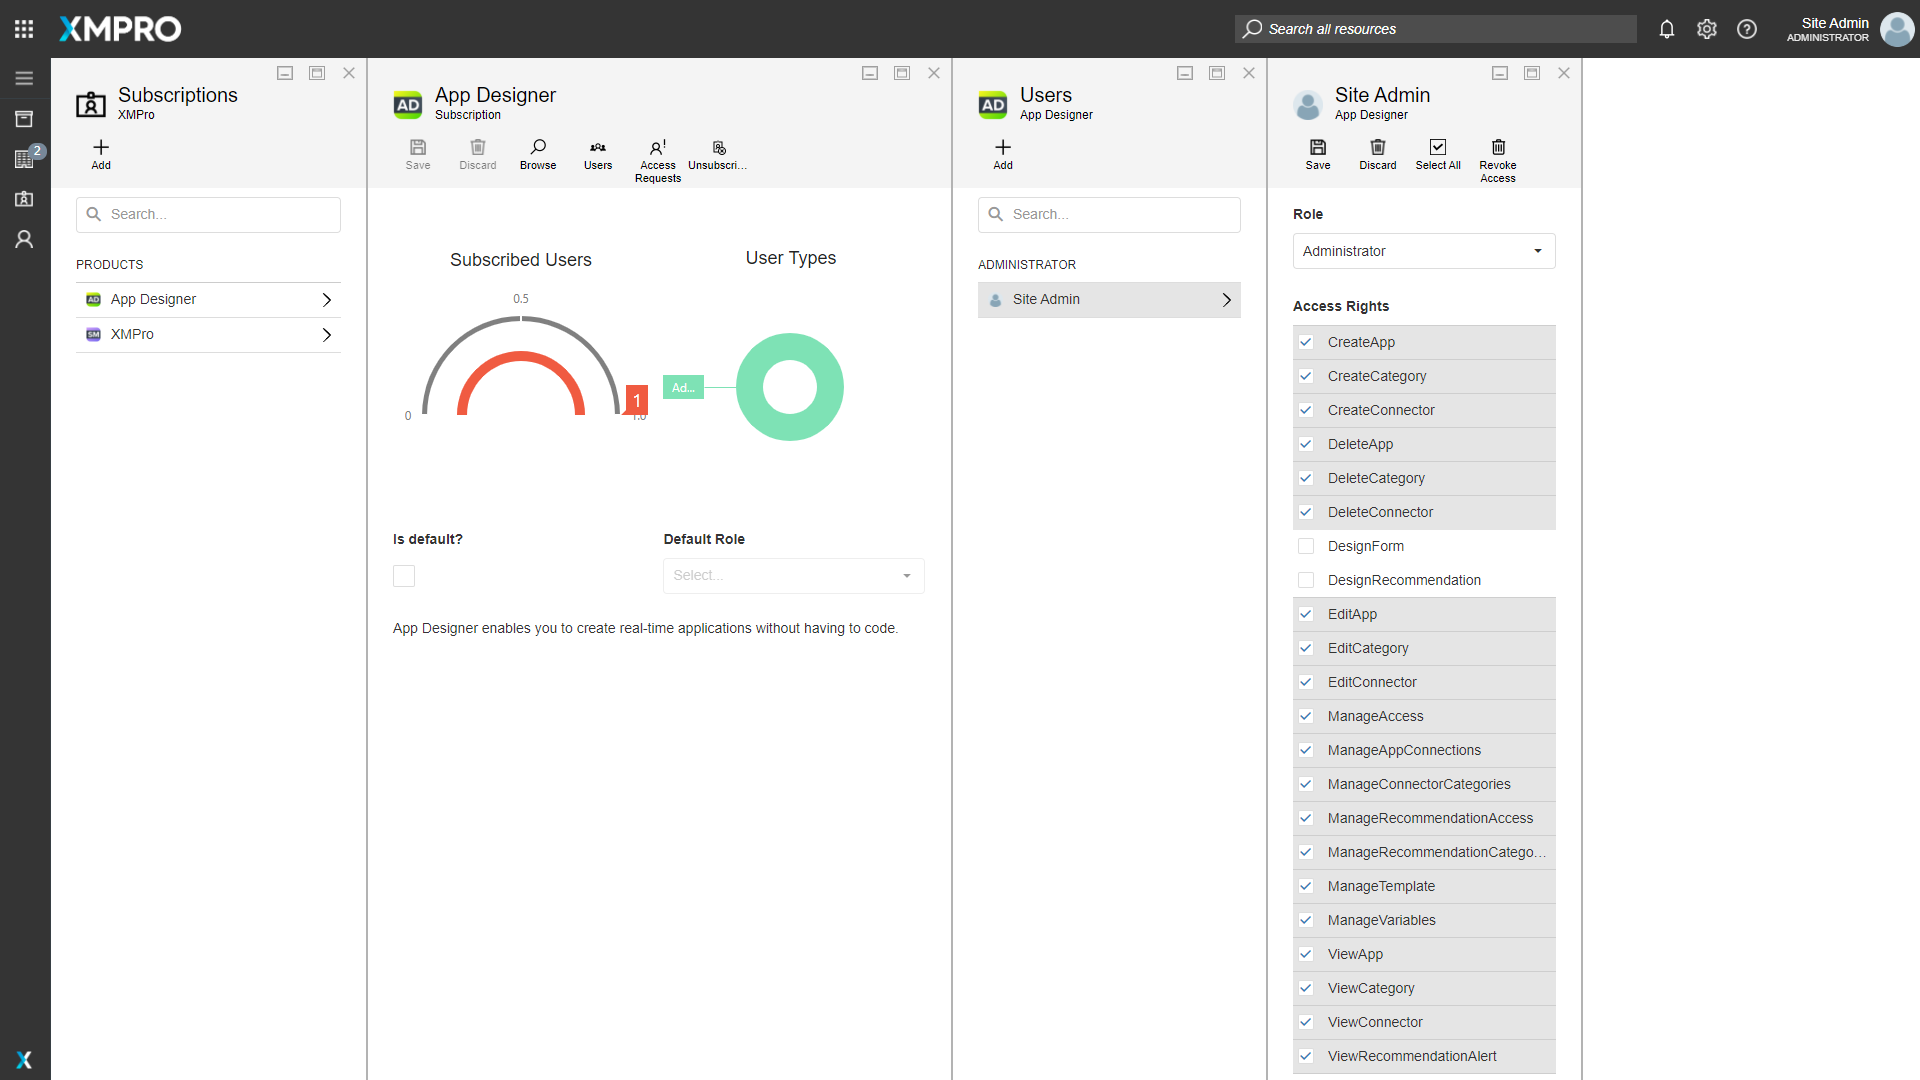 XMPRO
Search all resources
Site Admin
ADMINISTRATOR
2
Subscriptions
XMPro
Add
Search...
PRODUCTS
App Designer
XMPro
App Designer
Subscription
Save
Discard
Browse
Users
Access Requests
Unsubscri...
Subscribed Users
0.5
0
1
1.0
User Types
Ad...
Is default?
Default Role
Select...
App Designer enables you to create real-time applications without having to code.
Users
App Designer
Add
Search...
ADMINISTRATOR
Site Admin
Site Admin
App Designer
Save
Discard
Select All
Revoke Access
Role
Administrator
Access Rights
CreateApp
CreateCategory
CreateConnector
DeleteApp
DeleteCategory
DeleteConnector
DesignForm
DesignRecommendation
EditApp
EditCategory
EditConnector
ManageAccess
ManageAppConnections
ManageConnectorCategories
ManageRecommendationAccess
ManageRecommendationCatego...
ManageTemplate
ManageVariables
ViewApp
ViewCategory
ViewConnector
ViewRecommendationAlert